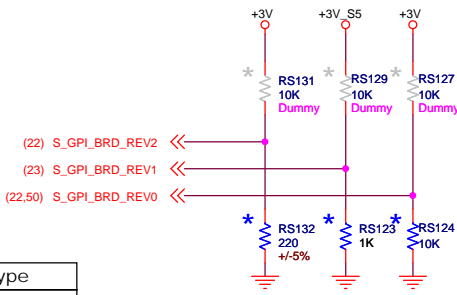 +3V +3V_S5 +3V
* RS131 * RS129 * RS127
10K 10K 10K
Dummy Dummy Dummy
(22) S_GPI_BRD_REV2
(23) S_GPI_BRD_REV1
(22,50) S_GPI_BRD_REV0
* RS132 * RS123 * RS124
220 1K 10K
+/-5%
ype